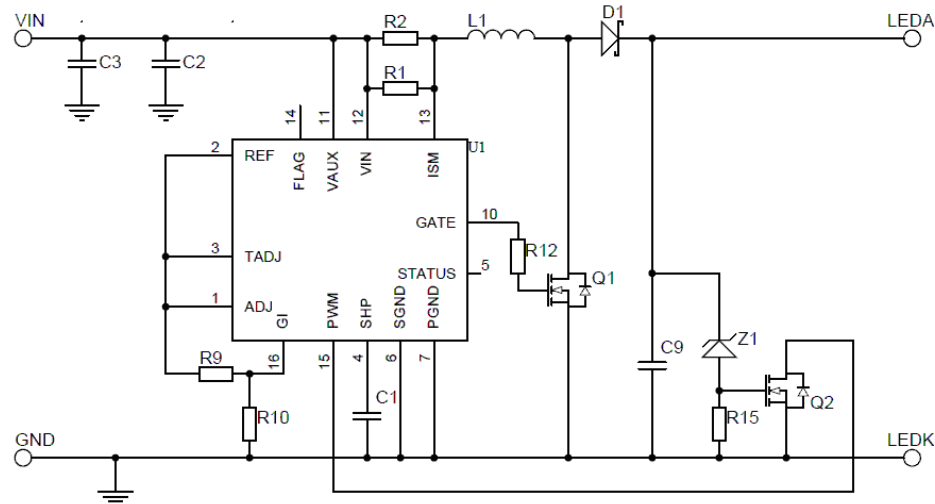 VIN
R2
L1
D1
LEDA
C3
C2
R1
14
11
12
13
U1
2
REF
FLAG
VAUX
VIN
ISM
GATE
10
R12
3
TADJ
STATUS
5
Q1
1
ADJ
GI
PWM
SHP
SGND
PGND
R9
16
15
4
6
7
C9
Z1
C1
R10
R15
Q2
GND
LEDK